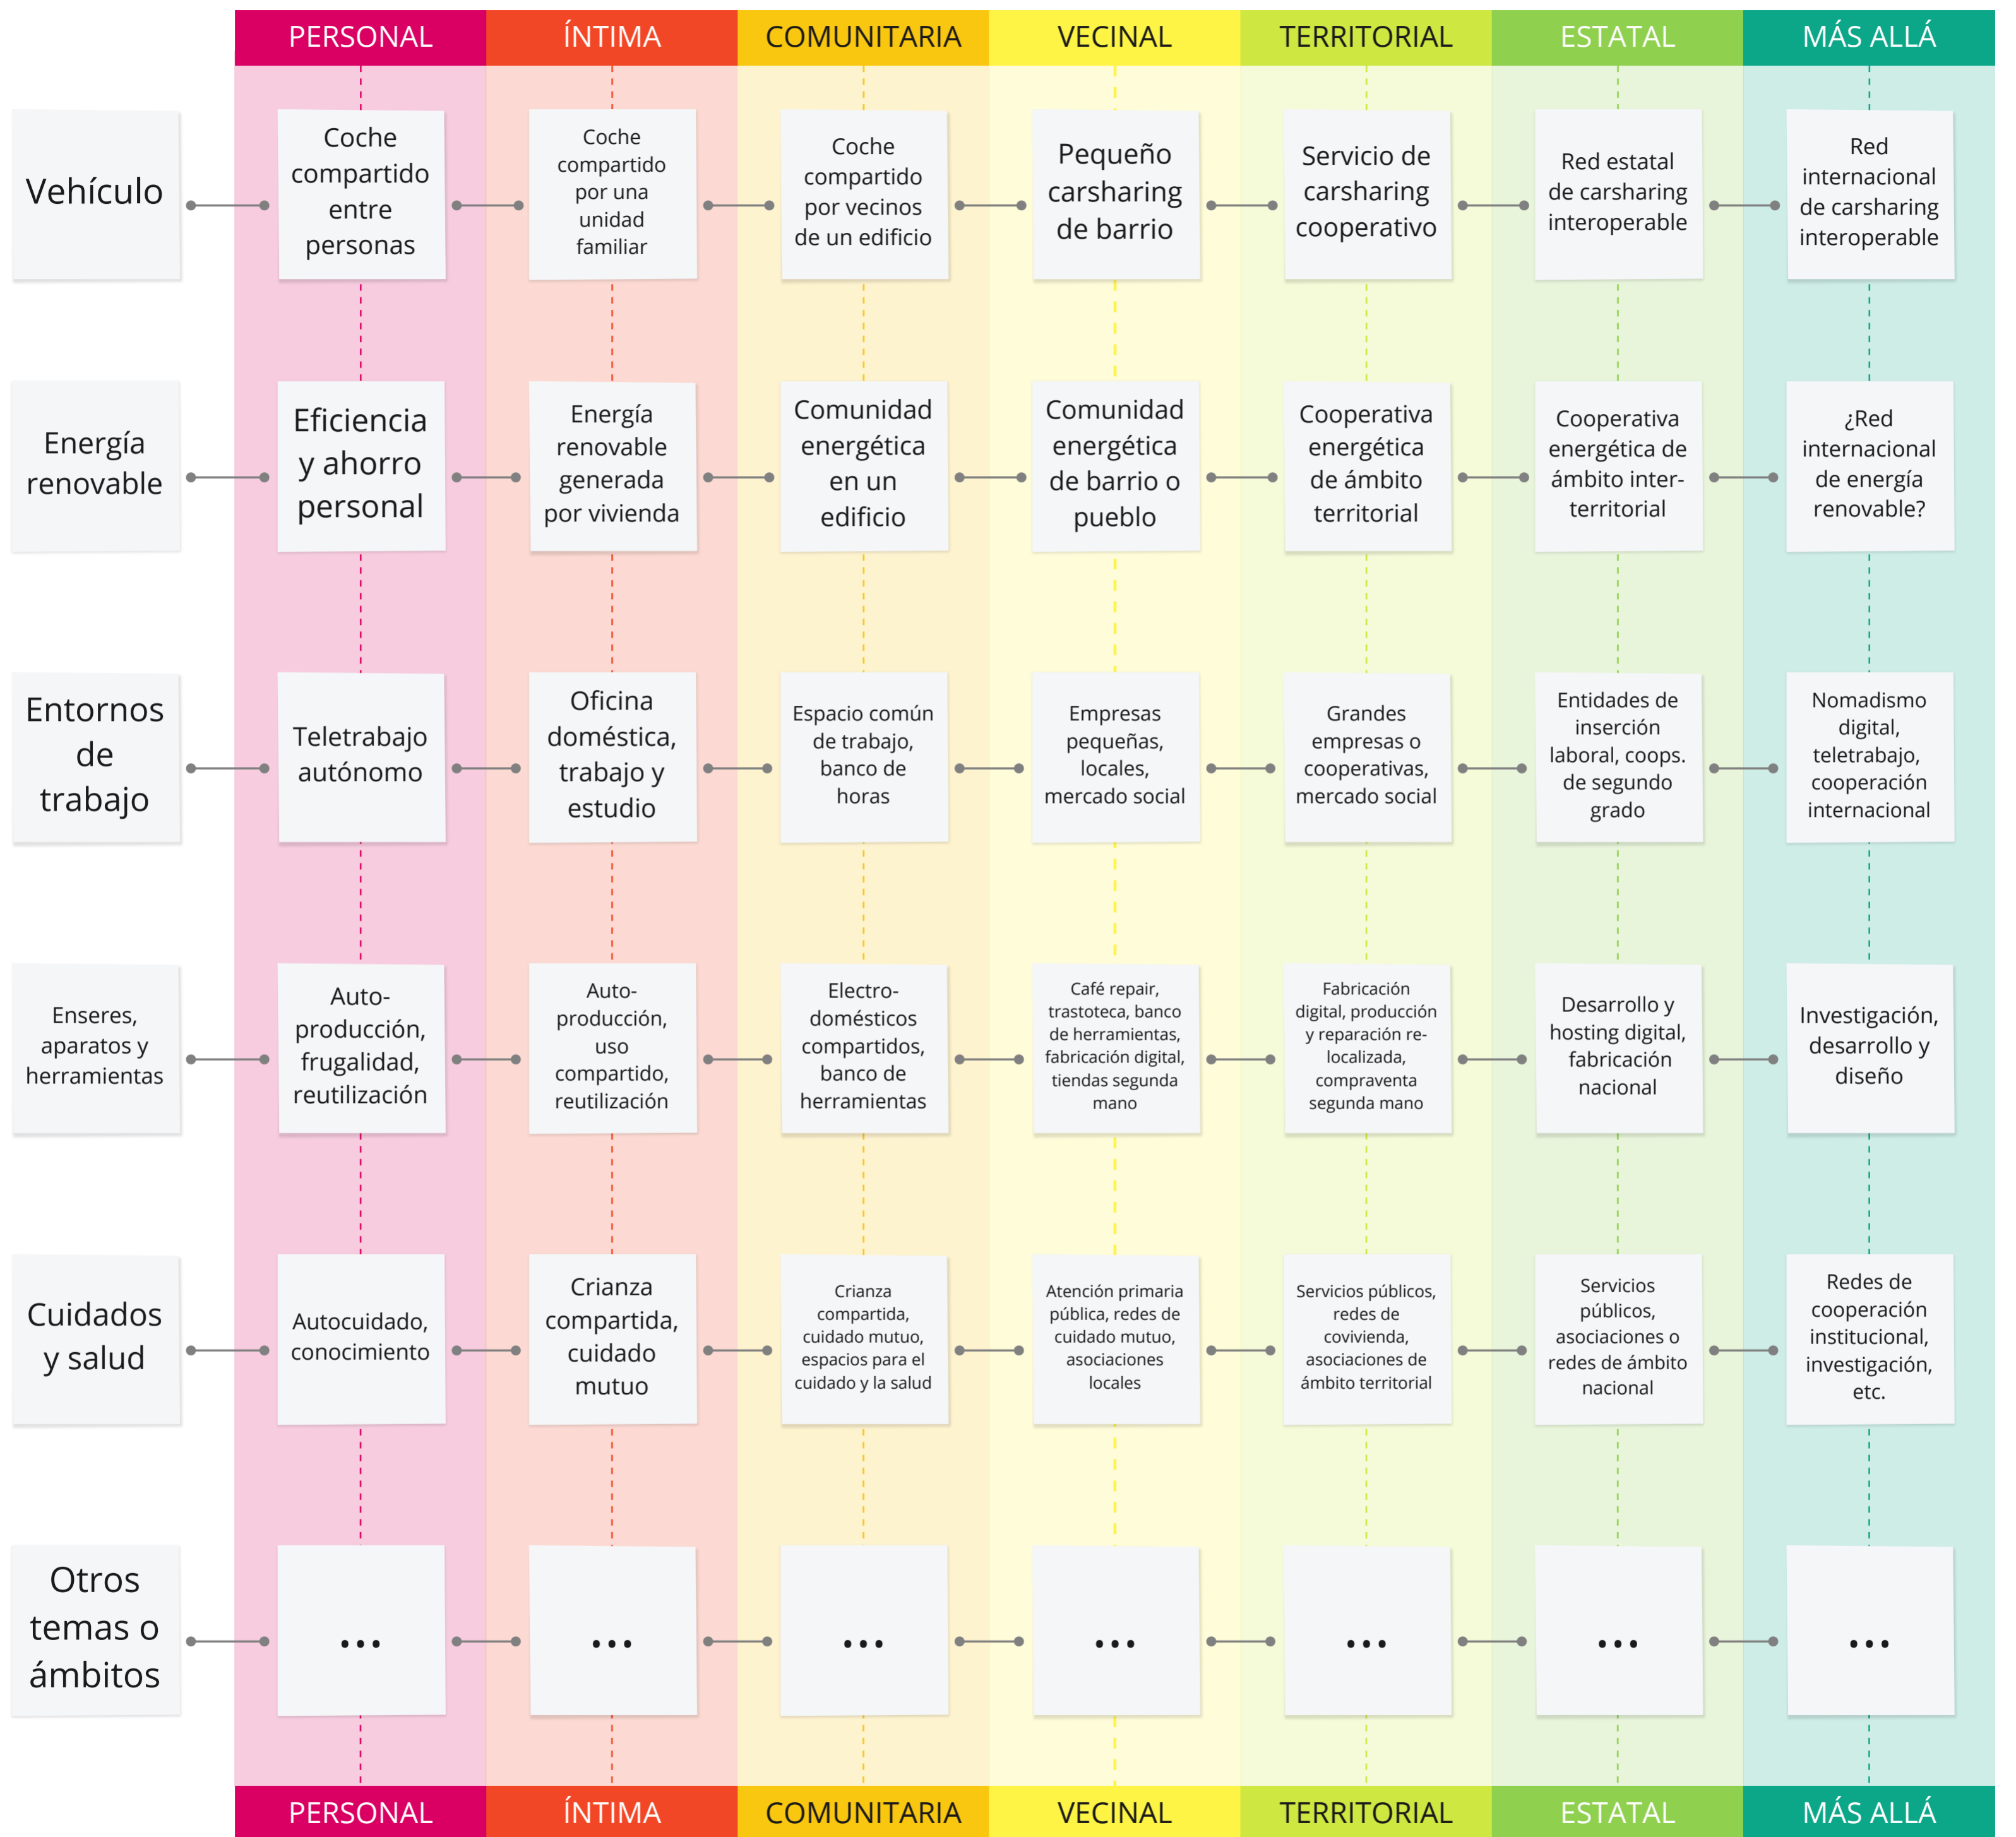 PERSONAL
ÍNTIMA
COMUNITARIA
VECINAL
TERRITORIAL
ESTATAL
MÁS ALLÁ
Vehículo
Coche
compartido
entre
personas
Coche
compartido
por una
unidad
familiar
Coche
compartido
por vecinos
de un edificio
Pequeño
carsharing
de barrio
Servicio de
carsharing
cooperativo
Red estatal
de carsharing
interoperable
Red
internacional
de carsharing
interoperable
Energía
renovable
Eficiencia
y ahorro
personal
Energía
renovable
generada
por vivienda
Comunidad
energética
en un
edificio
Comunidad
energética
de barrio o
pueblo
Cooperativa
energética
de ámbito
territorial
Cooperativa
energética de
ámbito inter-
territorial
¿Red
internacional
de energía
renovable?
Entornos
de
trabajo
Teletrabajo
autónomo
Oficina
doméstica,
trabajo y
estudio
Espacio común
de trabajo,
banco de
horas
Empresas
pequeñas,
locales,
mercado social
Grandes
empresas o
cooperativas,
mercado social
Entidades de
inserción
laboral, coops.
de segundo
grado
Nomadismo
digital,
teletrabajo,
cooperación
internacional
Enseres,
aparatos y
herramientas
Auto-
producción,
frugalidad,
reutilización
Auto-
producción,
uso
compartido,
reutilización
Electro-
domésticos
compartidos,
banco de
herramientas
Café repair,
trastoteca, banco
de herramientas,
fabricación digital,
tiendas segunda
mano
Fabricación
digital, producción
y reparación re-
localizada,
compraventa
segunda mano
Desarrollo y
hosting digital,
fabricación
nacional
Investigación,
desarrollo y
diseño
Cuidados
y salud
Autocuidado,
conocimiento
Crianza
compartida,
cuidado
mutuo
Crianza
compartida,
cuidado mutuo,
espacios para el
cuidado y la salud
Atención primaria
pública, redes de
cuidado mutuo,
asociaciones
locales
Servicios públicos,
redes de
covivienda,
asociaciones de
ámbito territorial
Servicios
públicos,
asociaciones o
redes de ámbito
nacional
Redes de
cooperación
institucional,
investigación,
etc.
Otros
temas o
ámbitos
...
...
...
...
...
...
...
PERSONAL
ÍNTIMA
COMUNITARIA
VECINAL
TERRITORIAL
ESTATAL
MÁS ALLÁ